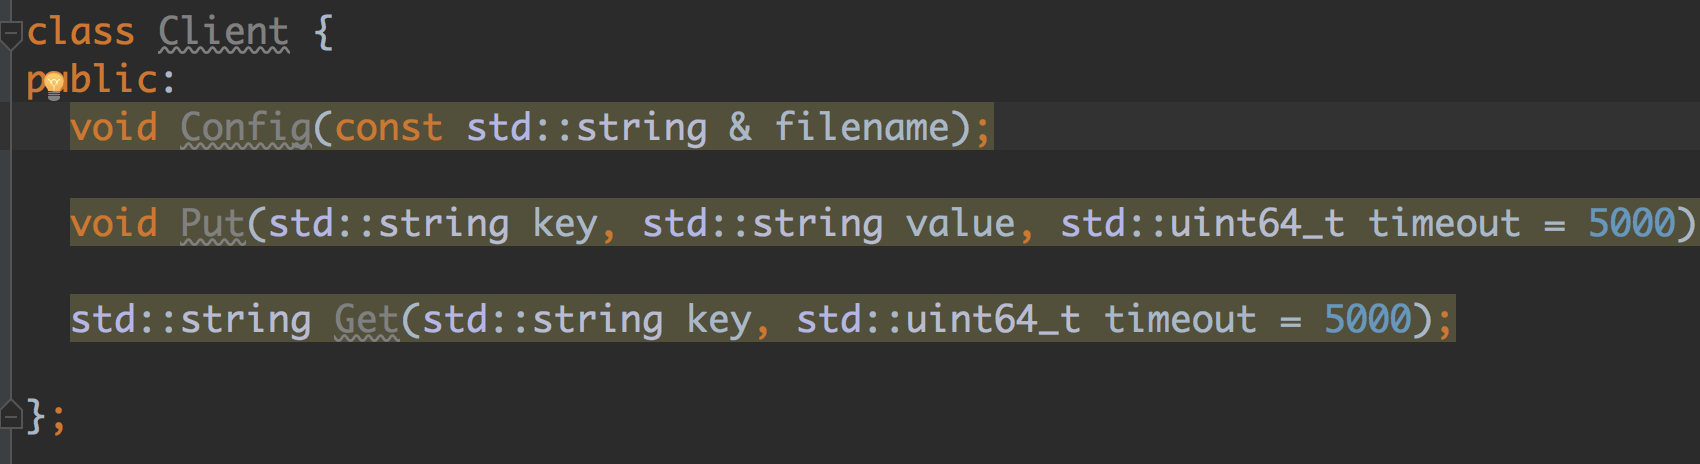 class Client {
public:
void Config(const std::string & filename);
void Put(std::string key, std::string value, std::uint64_t timeout = 5000)
std::string Get(std::string key, std::uint64_t timeout = 5000);
};